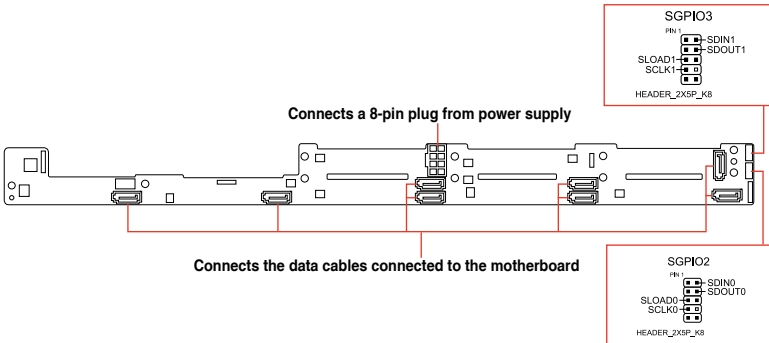 SGPIO3
PIN 1
SDIN1
SDOUT1
SLOAD1
SCLK1
HEADER_2X5P_K8
Connects a 8-pin plug from power supply
Connects the data cables connected to the motherboard
SGPIO2
PIN 1
SDIN0
SDOUT0
SLOAD0
SCLK0
HEADER_2X5P_K8